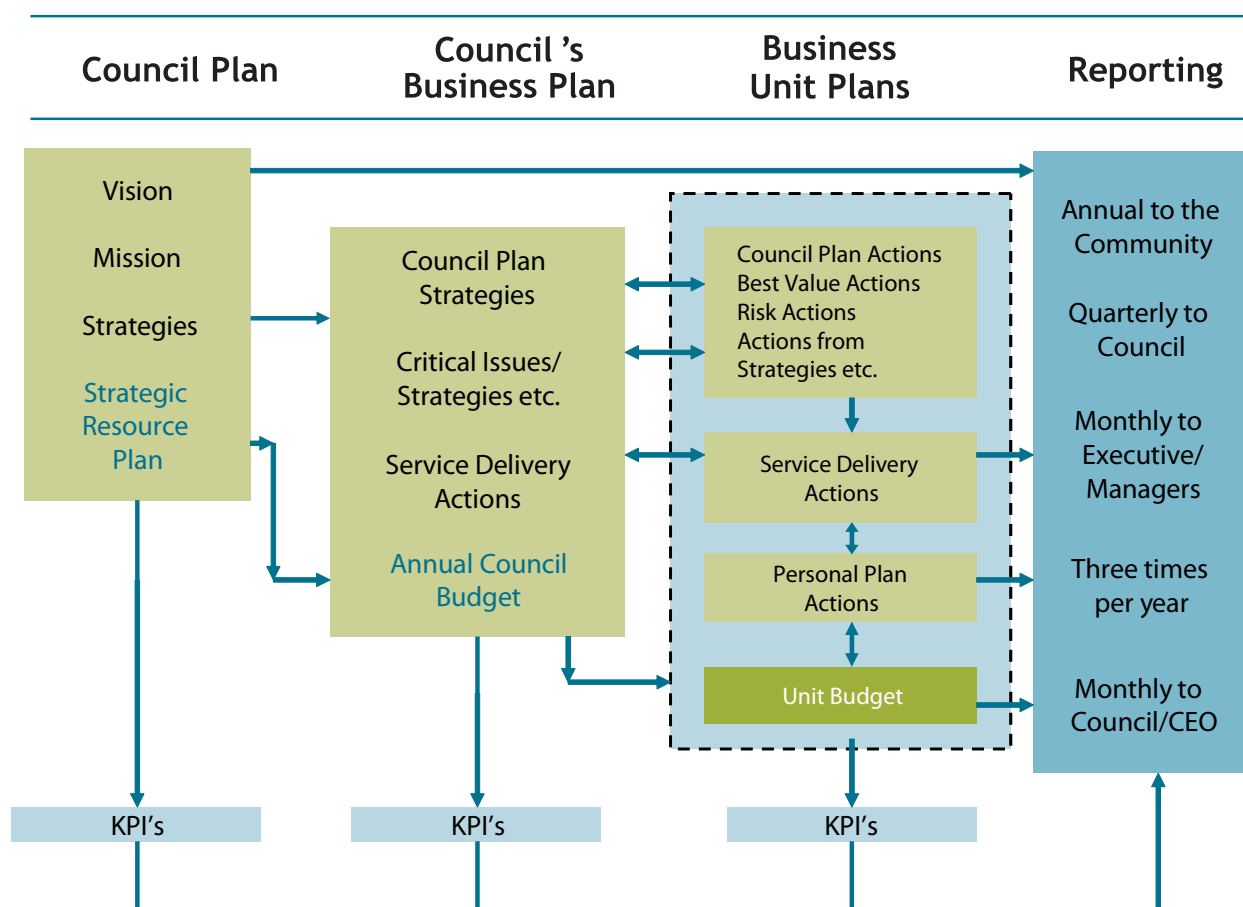 Council Plan
Council 's
Business Plan
Business
Unit Plans
Reporting
Vision
Mission
Strategies
Strategic
Resource
Plan
Council Plan
Strategies
Critical Issues/
Strategies etc.
Service Delivery
Actions
Annual Council
Budget
Council Plan Actions
Best Value Actions
Risk Actions
Actions from
Strategies etc.
Service Delivery
Actions
Personal Plan
Actions
Unit Budget
Annual to the
Community
Quarterly to
Council
Monthly to
Executive/
Managers
Three times
per year
Monthly to
Council/CEO
KPI's
KPI's
KPI's